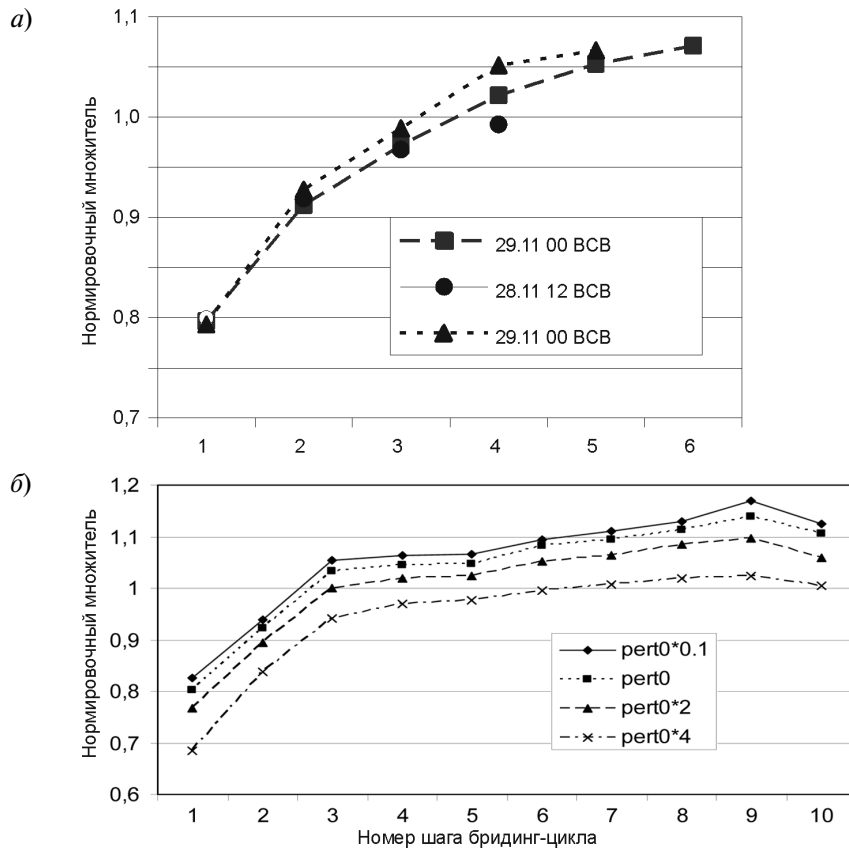 а)
Нормировочный множитель
1,1
1,0
0,9
0,8
0,7
29.11 00 ВСВ
28.11 12 ВСВ
29.11 00 ВСВ
1 2 3 4 5 6
б)
Нормировочный множитель
1,2
1,1
1
0,9
0,8
0,7
0,6
pert0*0.1
pert0
pert0*2
pert0*4
1 2 3 4 5 6 7 8 9 10
Номер шага бридинг-цикла